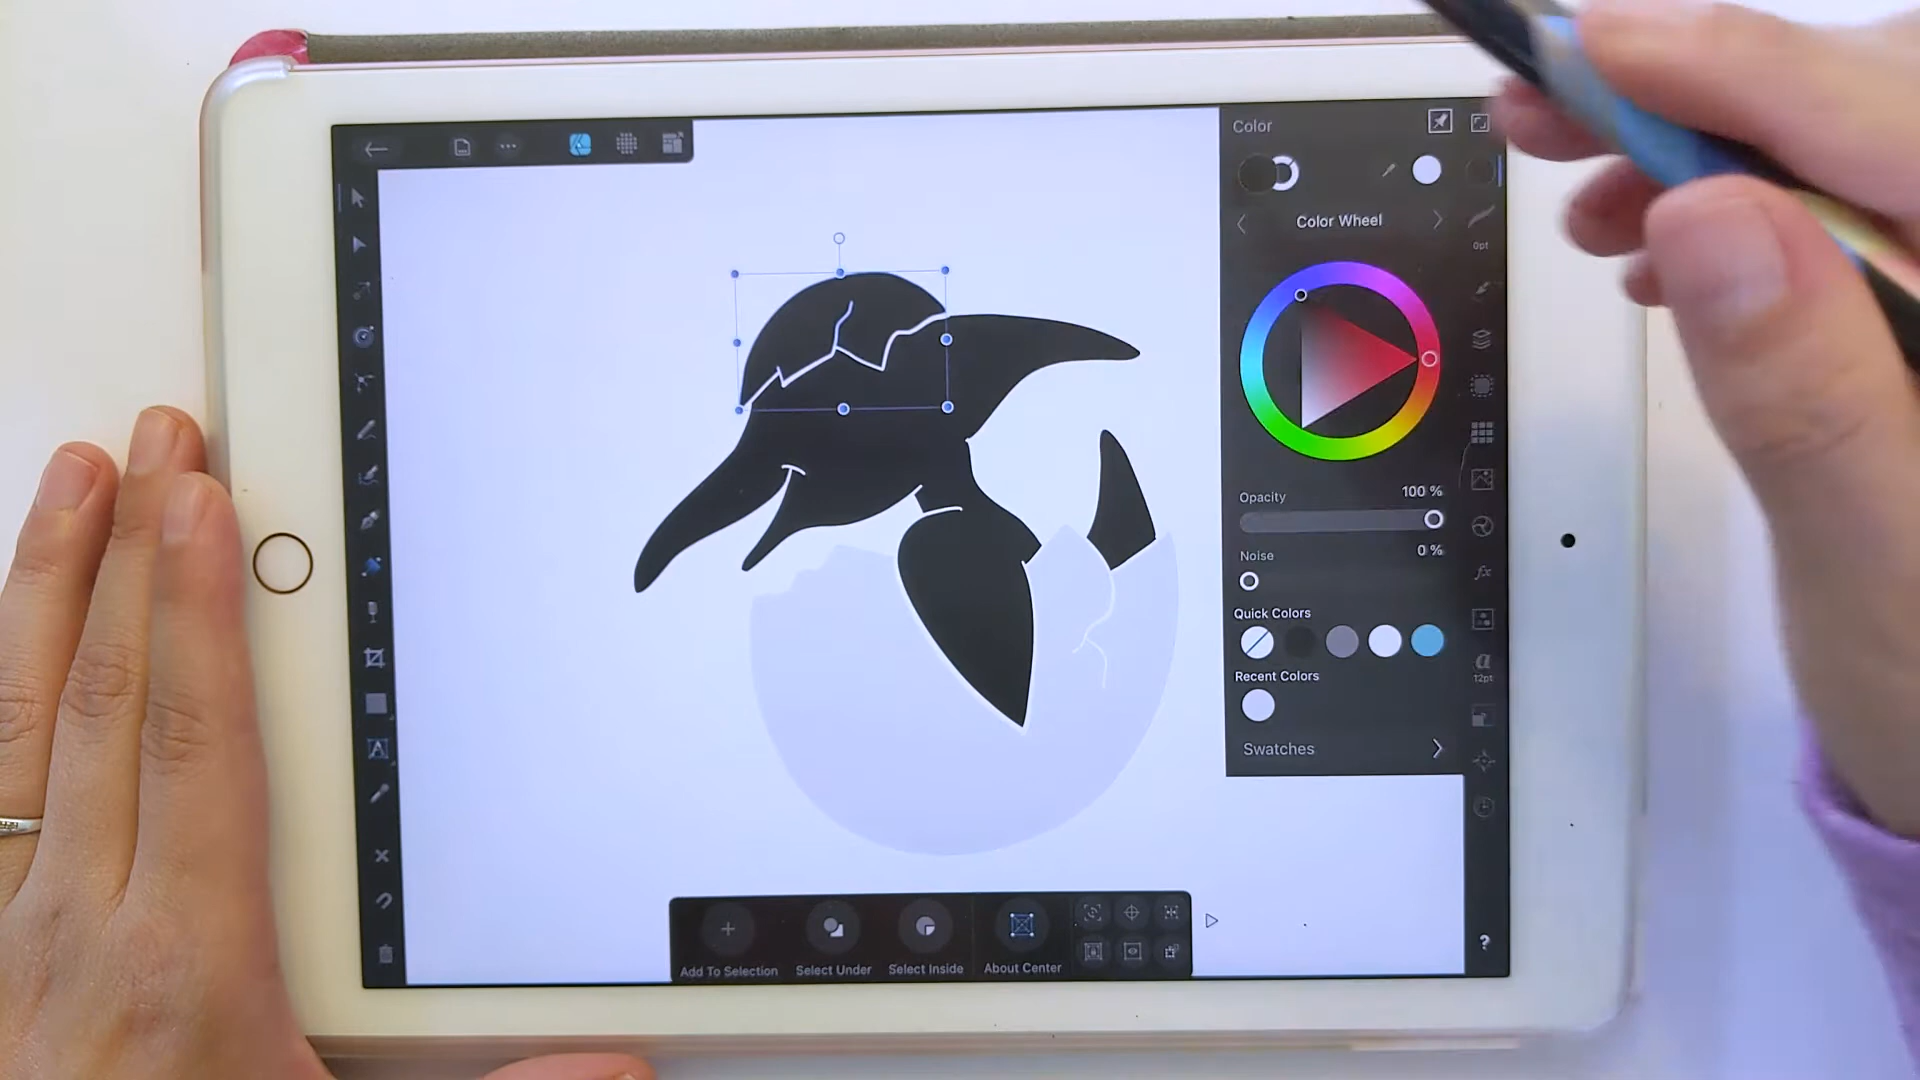 Color
Color Wheel
0pt
Opacity 100 %
Noise 0 %
Quick Colors
Recent Colors
Swatches
fx
a
12pt
A
Add To Selection
Select Under
Select Inside
About Center
?